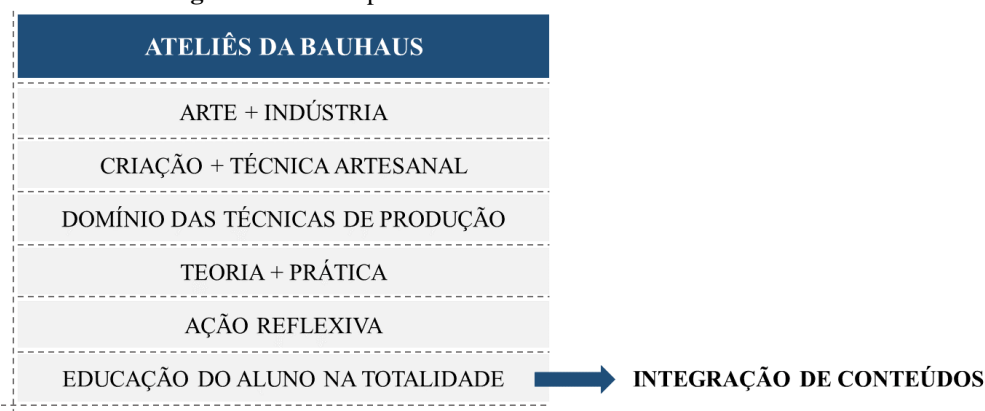 ATELIÊS DA BAUHAUS
ARTE + INDÚSTRIA
CRIAÇÃO + TÉCNICA ARTESANAL
DOMÍNIO DAS TÉCNICAS DE PRODUÇÃO
TEORIA + PRÁTICA
AÇÃO REFLEXIVA
EDUCAÇÃO DO ALUNO NA TOTALIDADE
INTEGRAÇÃO DE CONTEÚDOS